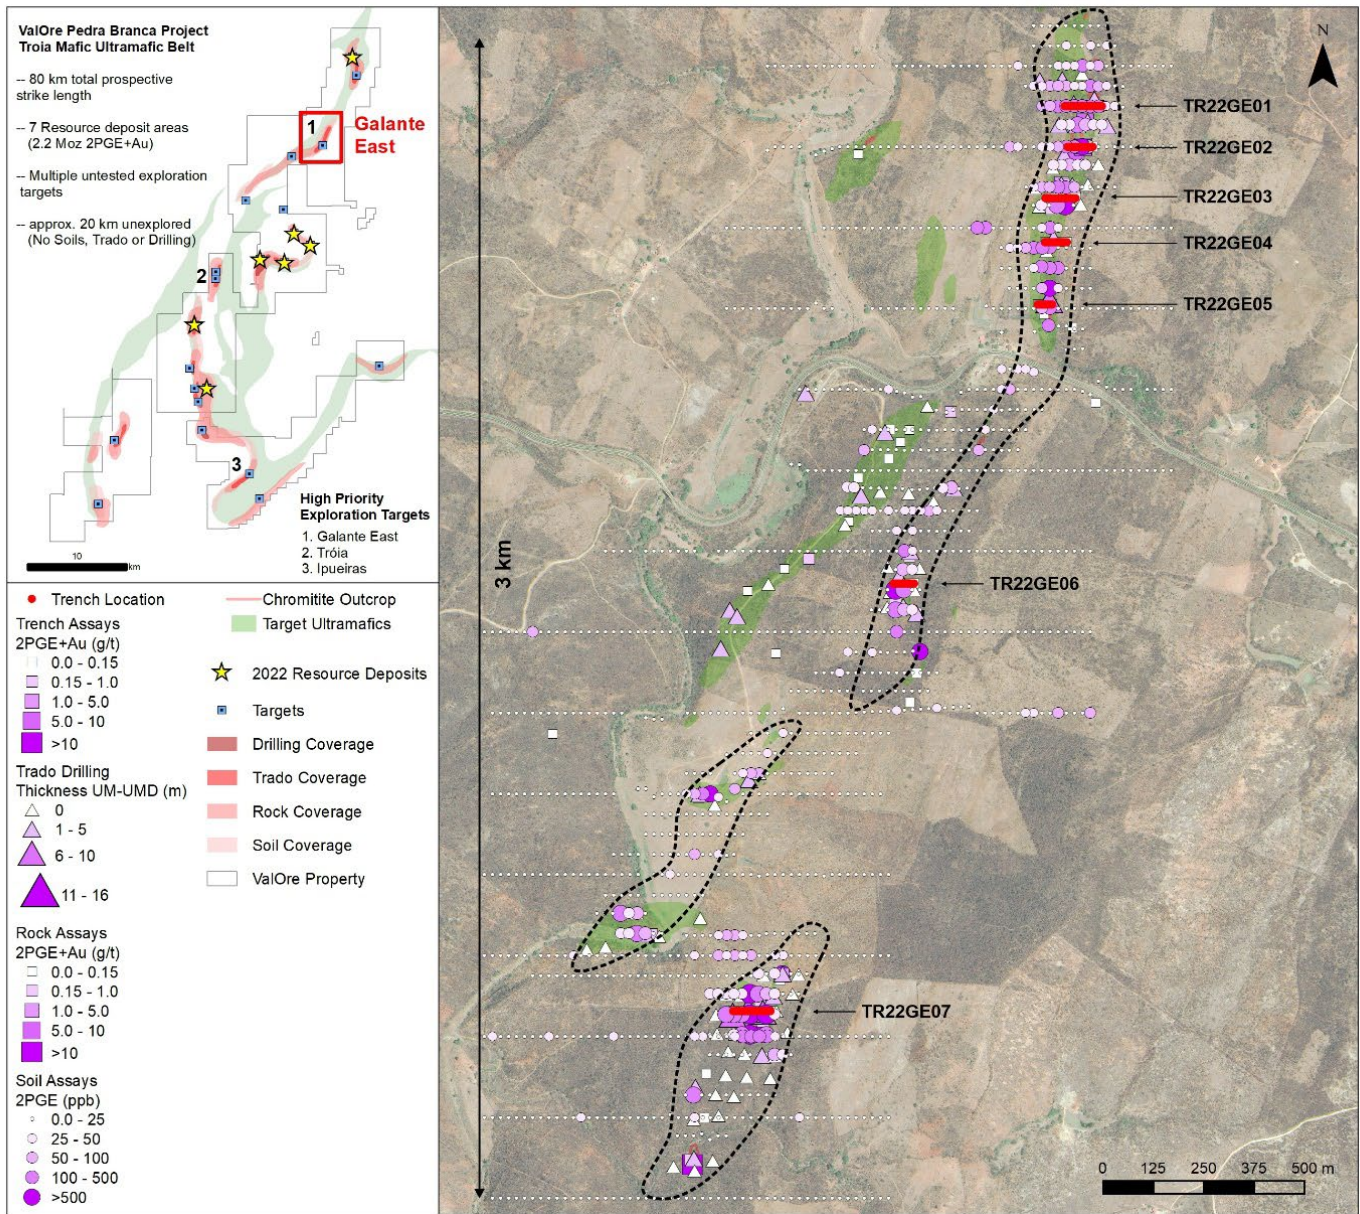 ValOre Pedra Branca Project
Troia Mafic Ultramafic Belt
-- 80 km total prospective
strike length
-- 7 Resource deposit areas
(2.2 Moz 2PGE+Au)
-- Multiple untested exploration
targets
-- approx. 20 km unexplored
(No Soils, Trado or Drilling)
1
Galante
East
2
3
High Priority
Exploration Targets
1. Galante East
2. Tróia
3. Ipueiras
10
km
Trench Location
Chromitite Outcrop
Trench Assays
2PGE+Au (g/t)
0.0 - 0.15
0.15 - 1.0
1.0 - 5.0
5.0 - 10
>10
Target Ultramafics
2022 Resource Deposits
Targets
Drilling Coverage
Trado Coverage
Rock Coverage
Soil Coverage
ValOre Property
Trado Drilling
Thickness UM-UMD (m)
0
1 - 5
6 - 10
11 - 16
Rock Assays
2PGE+Au (g/t)
0.0 - 0.15
0.15 - 1.0
1.0 - 5.0
5.0 - 10
>10
Soil Assays
2PGE (ppb)
0.0 - 25
25 - 50
50 - 100
100 - 500
>500
N
TR22GE01
TR22GE02
TR22GE03
TR22GE04
TR22GE05
3 km
TR22GE06
TR22GE07
0 125 250 375 500 m